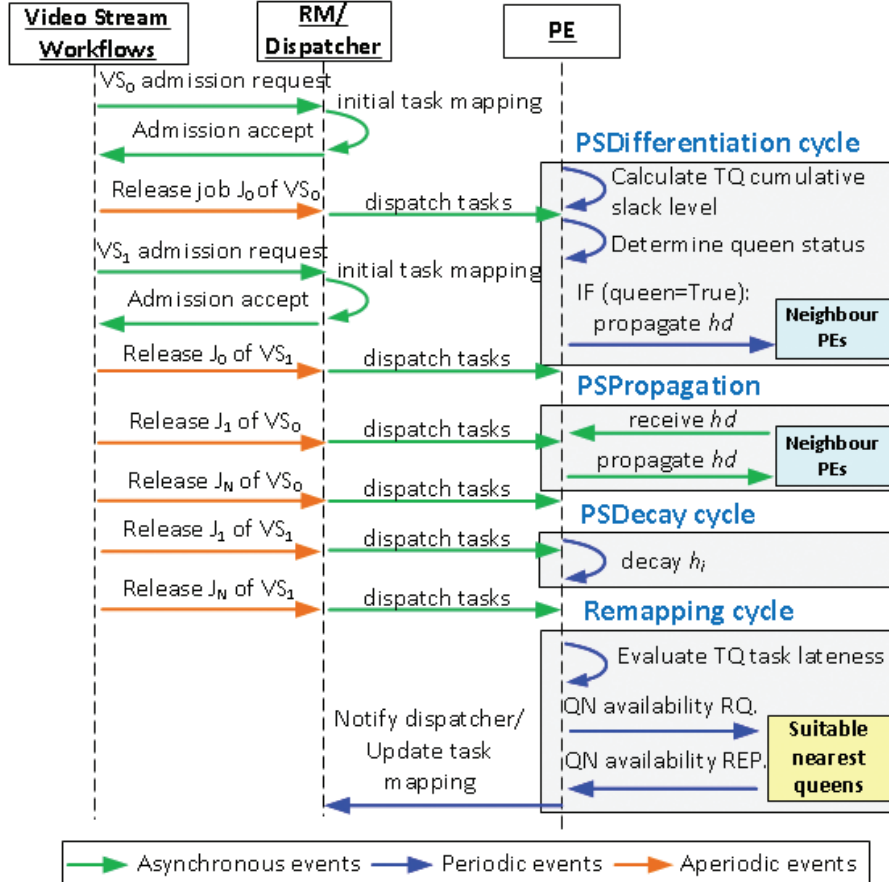 Video Stream
Workflows
RM/
Dispatcher
PE
VS0 admission request
initial task mapping
Admission accept
PSDifferentiation cycle
Calculate TQ cumulative
slack level
Release job J0 of VS0
dispatch tasks
Determine queen status
VS1 admission request
initial task mapping
Admission accept
IF (queen=True):
propagate hd
Neighbour
PEs
Release J0 of VS1
dispatch tasks
PSPropagation
receive hd
Release J1 of VS0
dispatch tasks
propagate hd
Neighbour
PEs
Release JN of VS0
dispatch tasks
PSDecay cycle
Release J1 of VS1
dispatch tasks
decay hi
Release JN of VS1
dispatch tasks
Remapping cycle
Evaluate TQ task lateness
QN availability RQ.
Notify dispatcher/
Update task
mapping
QN availability REP.
Suitable
nearest
queens
Asynchronous events
Periodic events
Aperiodic events